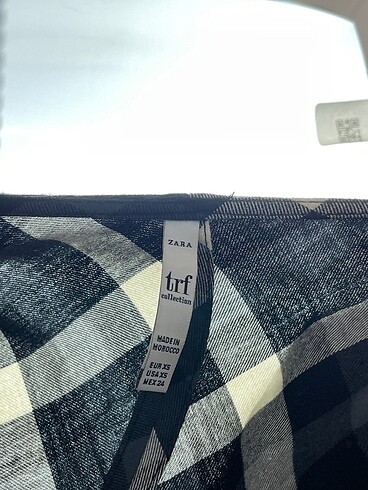 ZARA
trf
collection
MADE IN
MOROCCO
EUR XS
USA XS
MEX 24